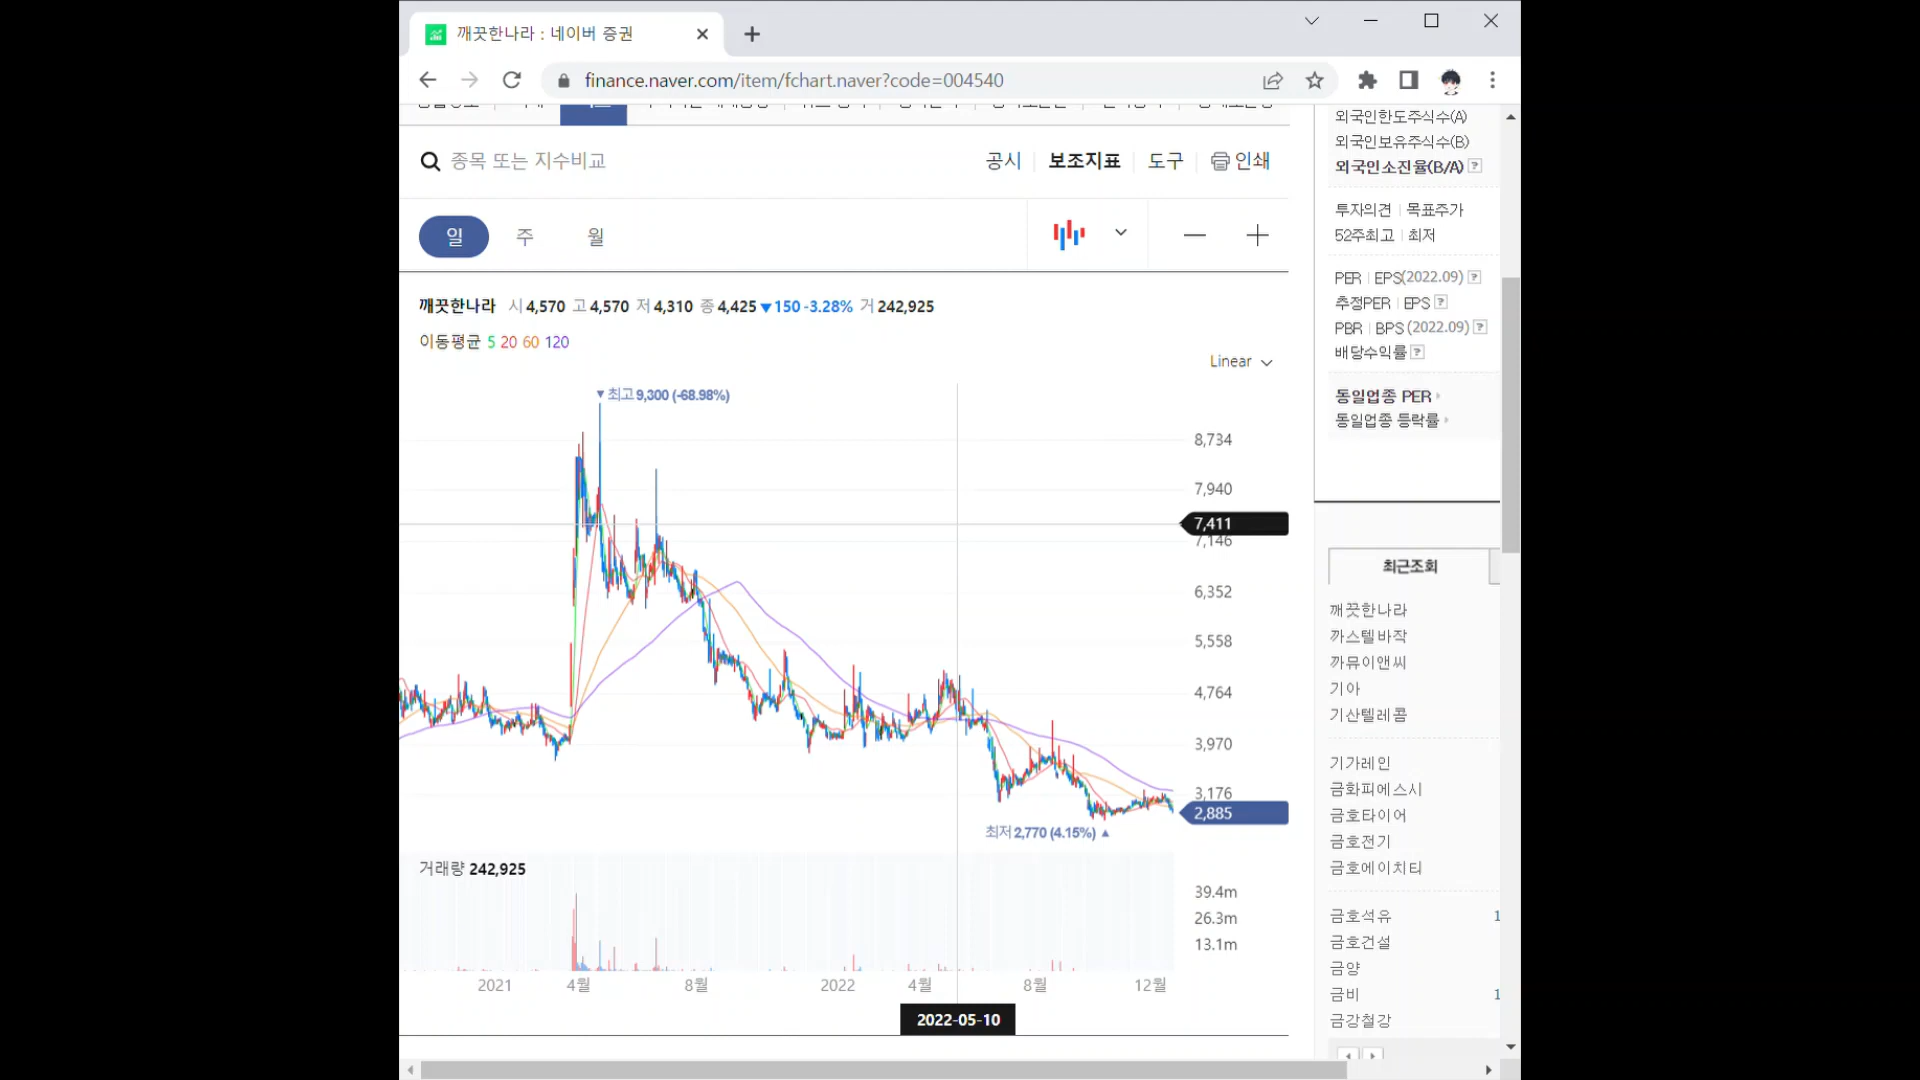 깨끗한나라 : 네이버 증권
finance.naver.com/item/fchart.naver?code=004540
종목 또는 지수비교
공시 보조지표 도구 인쇄
일 주 월
깨끗한나라 시 4,570 고 4,570 저 4,310 종 4,425 ▼150 -3.28% 거 242,925
이동평균 5 20 60 120
Linear
▼최고 9,300 (-68.98%)
8,734
7,940
7,411
7,146
6,352
5,558
4,764
3,970
3,176
2,885
최저 2,770 (4.15%) ▲
거래량 242,925
39.4m
26.3m
13.1m
2021 4월 8월 2022 4월 8월 12월
2022-05-10
외국인한도주식수(A)
외국인보유주식수(B)
외국인소진율(B/A) ?
투자의견 | 목표주가
52주최고 | 최저
PER | EPS(2022.09) ?
추정PER | EPS ?
PBR | BPS (2022.09) ?
배당수익률 ?
동일업종 PER
동일업종 등락률
최근조회
깨끗한나라
까스텔바작
까뮤이앤씨
기아
기산텔레콤
기가레인
금화피에스시
금호타이어
금호전기
금호에이치티
금호석유 1
금호건설
금양
금비 1
금강철강